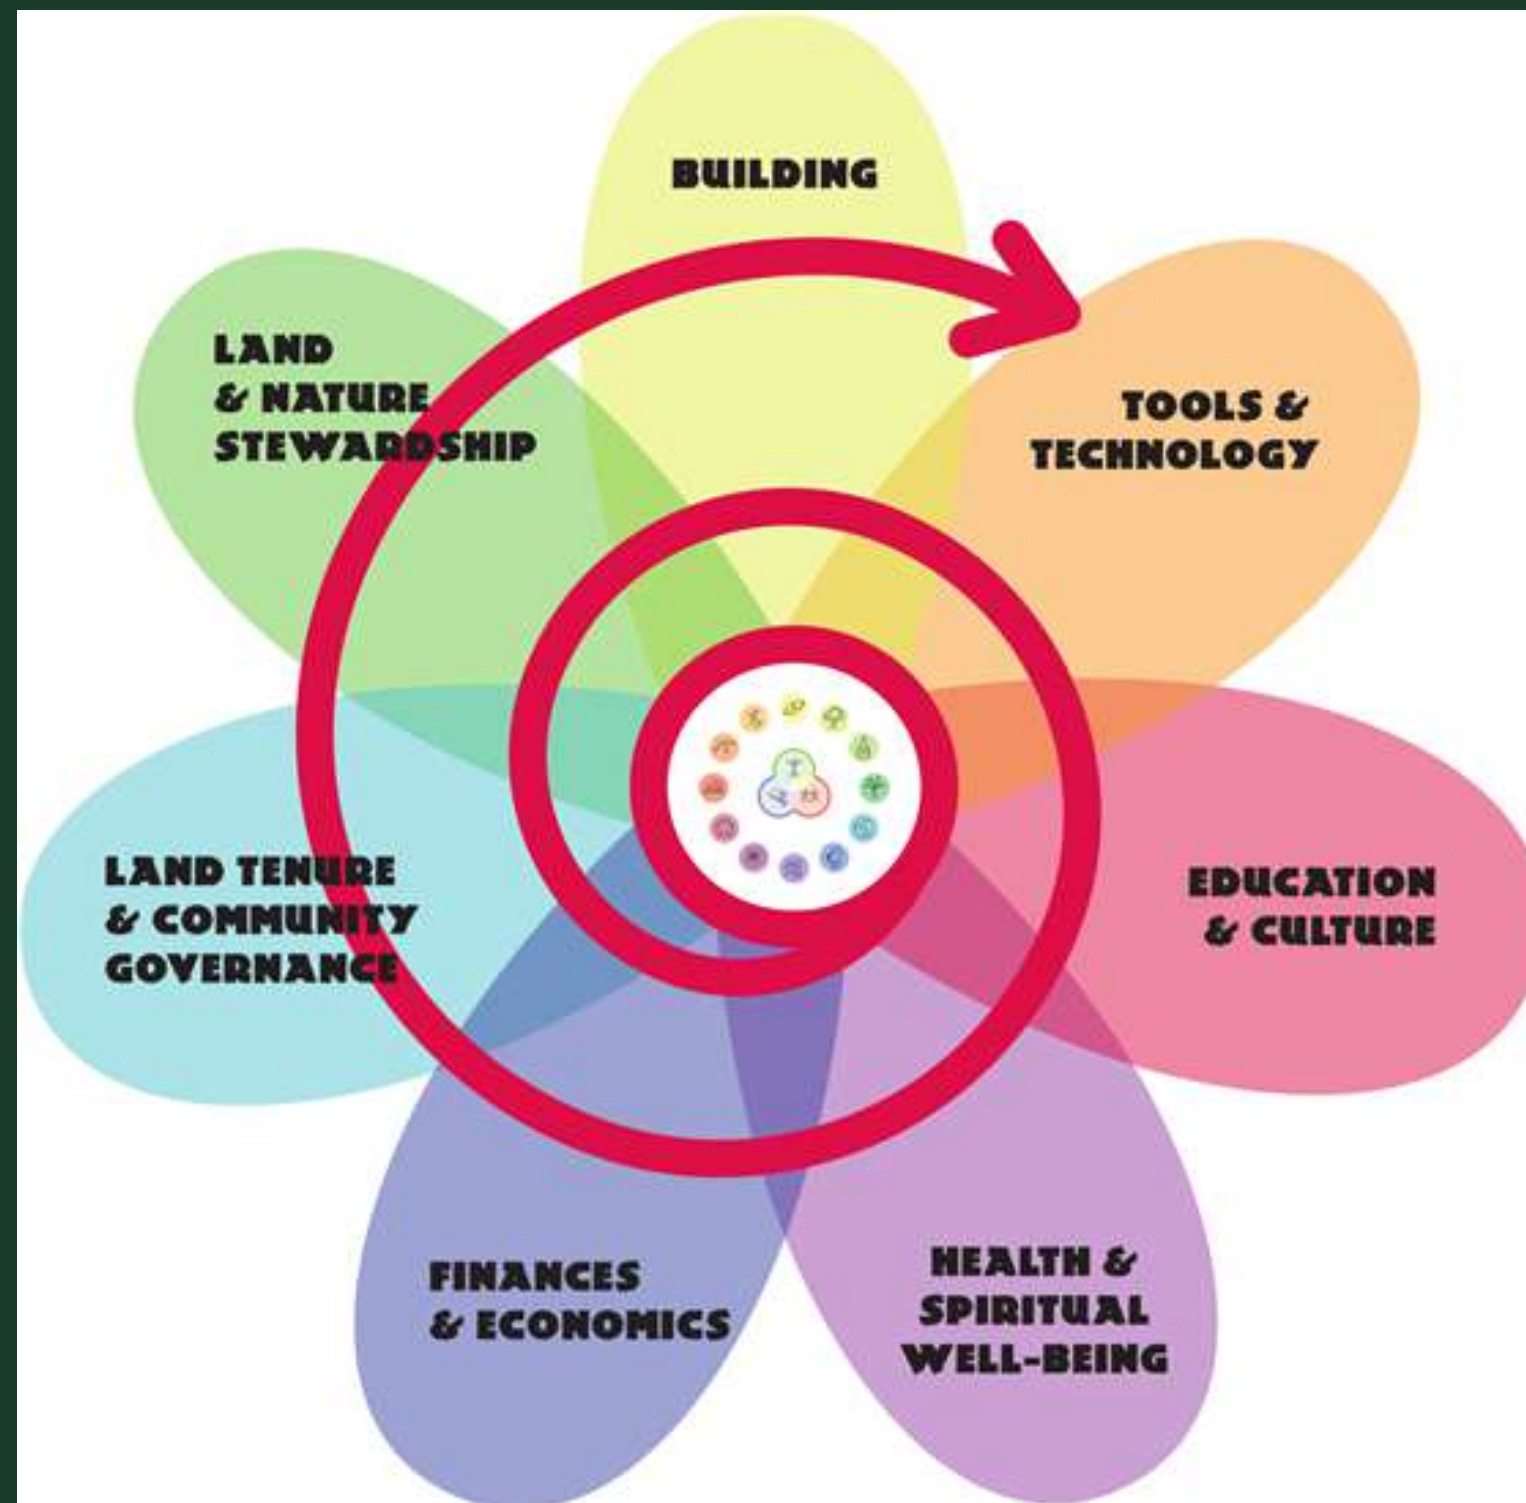 BUILDING
LAND
& NATURE
STEWARDSHIP
TOOLS &
TECHNOLOGY
LAND TENURE
& COMMUNITY
GOVERNANCE
EDUCATION
& CULTURE
FINANCES
& ECONOMICS
HEALTH &
SPIRITUAL
WELL-BEING